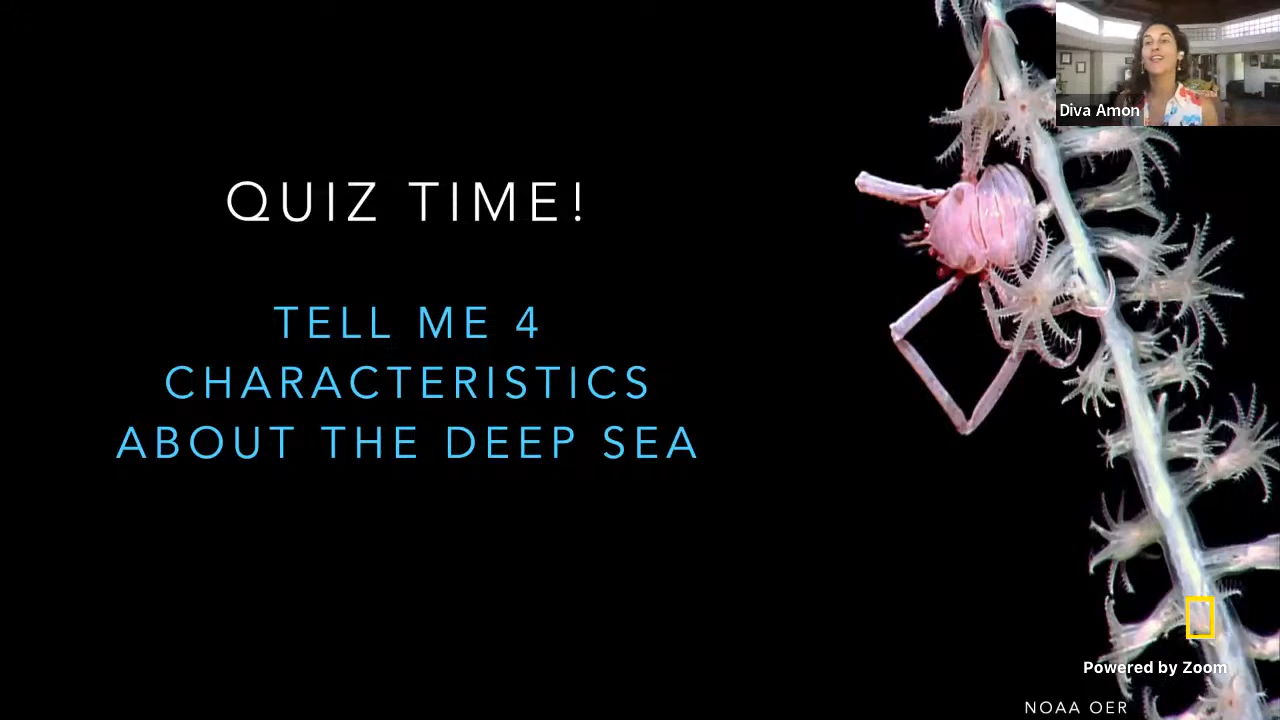 Diva Amon
QUIZ TIME!
TELL ME 4
CHARACTERISTICS
ABOUT THE DEEP SEA
Powered by Zoom
NOAA OER